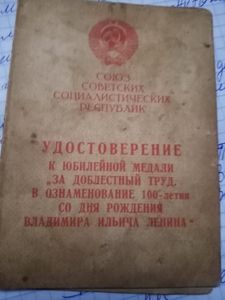 СОЮЗ
СОВЕТСКИХ
СОЦИАЛИСТИЧЕСКИХ
РЕСПУБЛИК
УДОСТОВЕРЕНИЕ
К ЮБИЛЕЙНОЙ МЕДАЛИ
„ЗА ДОБЛЕСТНЫЙ ТРУД.
В ОЗНАМЕНОВАНИЕ 100-летия
СО ДНЯ РОЖДЕНИЯ
ВЛАДИМИРА ИЛЬИЧА ЛЕНИНА“